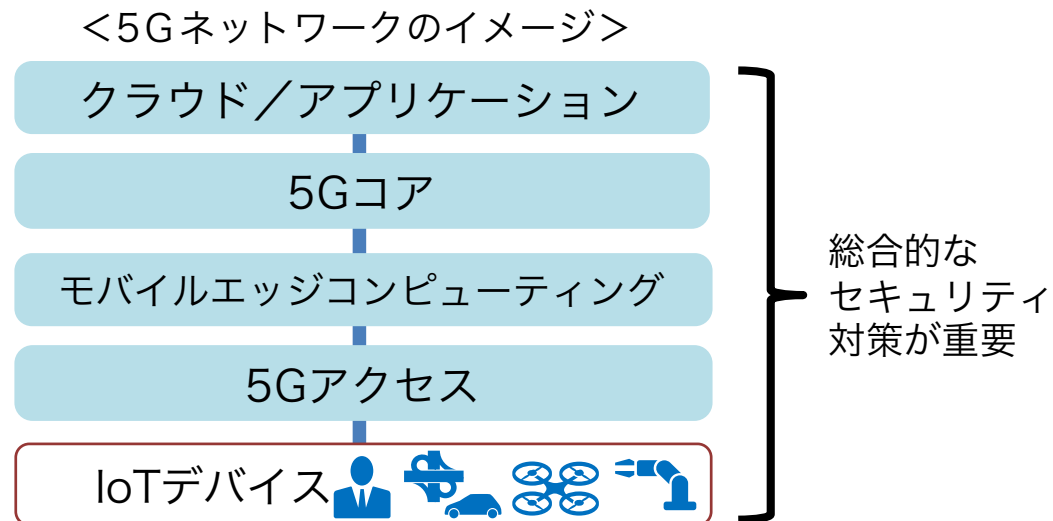 ＜５Ｇネットワークのイメージ＞
クラウド／アプリケーション
5Gコア
モバイルエッジコンピューティング
5Gアクセス
IoTデバイス
総合的な
セキュリティ
対策が重要